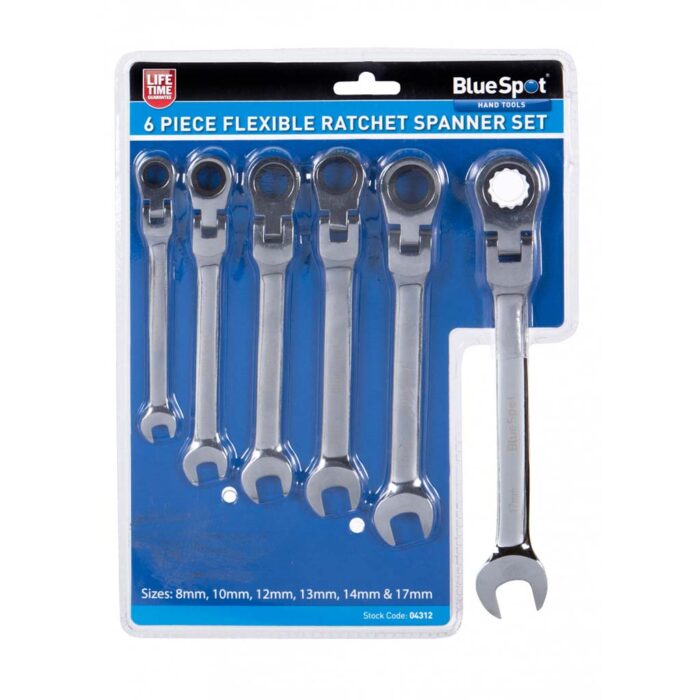 LIFE
TIME
GUARANTEE
BlueSpot®
HAND TOOLS
6 PIECE FLEXIBLE RATCHET SPANNER SET
BlueSpot
17mm
Sizes: 8mm, 10mm, 12mm, 13mm, 14mm & 17mm
Stock Code: 04312